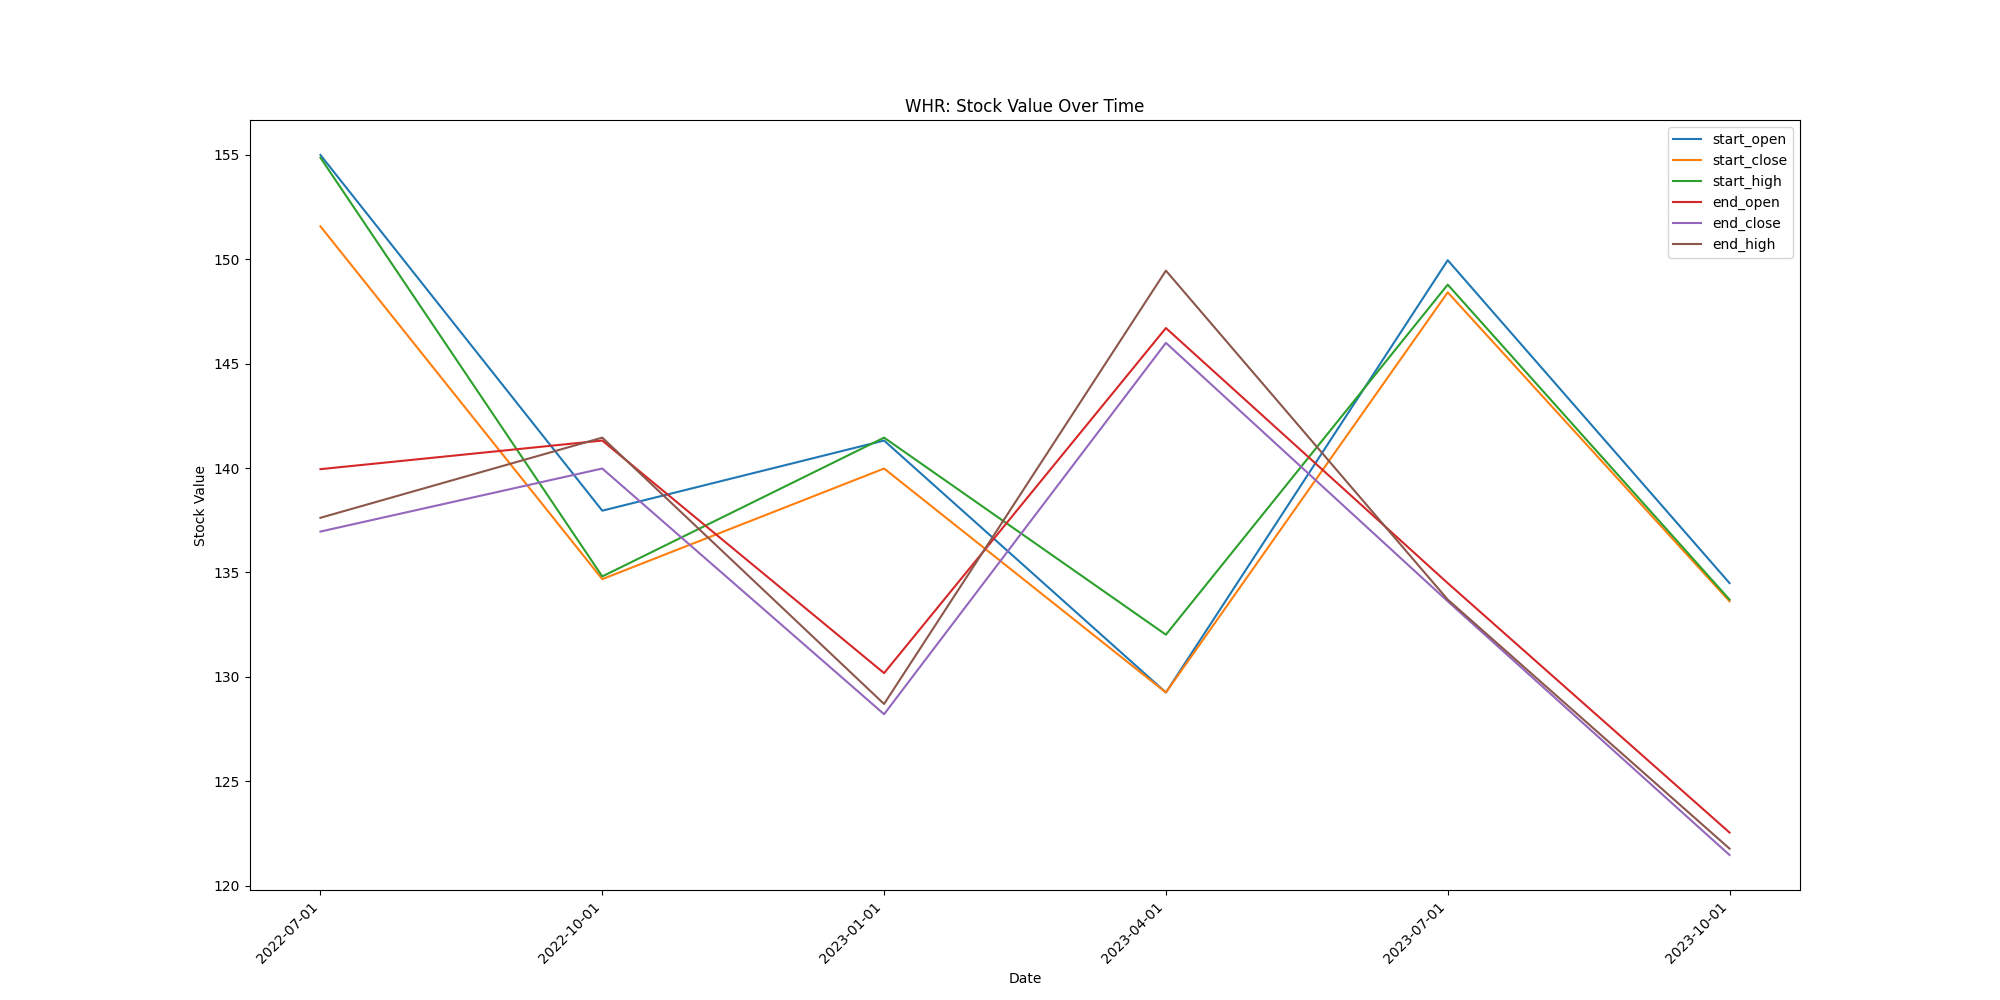 WHR: Stock Value Over Time
start_open
start_close
start_high
end_open
end_close
end_high
155
150
145
140
135
130
125
120
Stock Value
2022-07-01
2022-10-01
2023-01-01
2023-04-01
2023-07-01
2023-10-01
Date